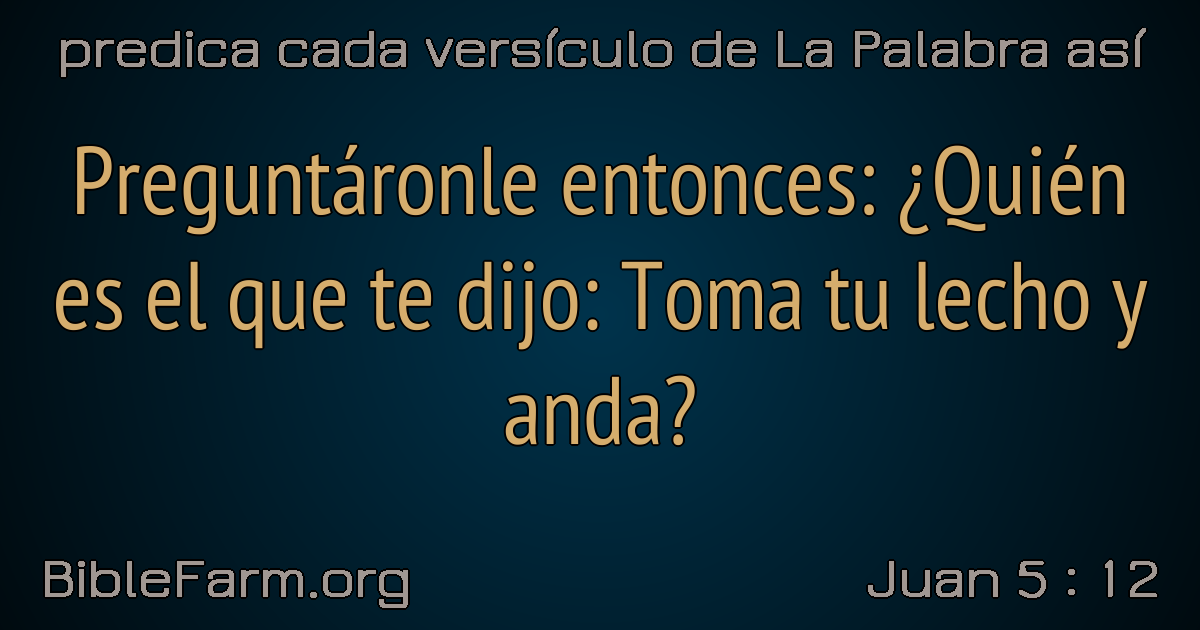 predica cada versículo de La Palabra así
Preguntáronle entonces: ¿Quién
es el que te dijo: Toma tu lecho y
anda?
BibleFarm.org
Juan 5 : 12